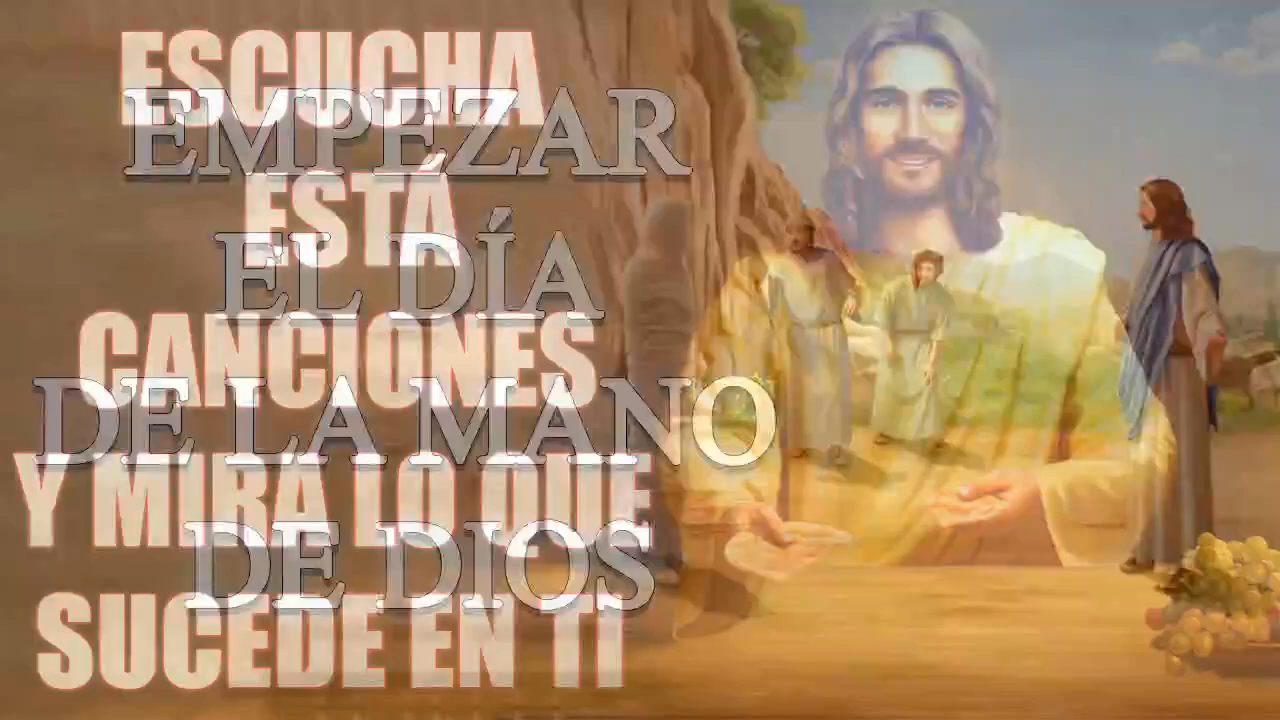 ESCUCHA
ESTÁ
CANCIONES
Y MIRA LO QUE
SUCEDE EN TI
EMPEZAR
EL DÍA
DE LA MANO
DE DIOS